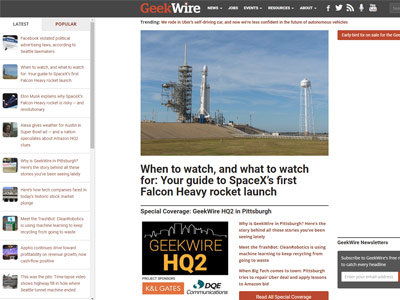 GeekWire
NEWS
JOBS
EVENTS
RESOURCES
ABOUT
Trending: We rode in Uber's self-driving car, and now we're less confident in the future of autonomous vehicles
LATEST
POPULAR
Facebook violated political
advertising laws, according to
Seattle lawmakers
When to watch, and what to watch
for: Your guide to SpaceX's first
Falcon Heavy rocket launch
Elon Musk explains why SpaceX's
Falcon Heavy rocket is risky – and
revolutionary
Alexa gives weather for Austin in
Super Bowl ad – and a nation
speculates about Amazon HQ2
clues
Why is GeekWire in Pittsburgh?
Here's the story behind all these
stories you've been seeing lately
Here's how tech companies fared in
today's historic stock market
plunge
Meet the TrashBot: CleanRobotics
is using machine learning to keep
recycling from going to waste
Apptio continues drive toward
profitability as revenue growth, new
cash flow positive
This was the pits: Time-lapse video
shows highway fill in hole where
Seattle tunnel machine ended
When to watch, and what to watch
for: Your guide to SpaceX's first
Falcon Heavy rocket launch
Special Coverage: GeekWire HQ2 in Pittsburgh
GEEKWIRE
HQ2
PROJECT SPONSORS
K&L GATES
DQE
Communications
Why is GeekWire in Pittsburgh? Here's the
story behind all these stories you've been
seeing lately
Meet the TrashBot: CleanRobotics is using
machine learning to keep recycling from
going to waste
When Big Tech comes to town: Pittsburgh
tries to repair Uber deal and apply lessons
to Amazon bid
Read All Special Coverage
Early-bird tix on sale for the Geek
GeekWire Newsletters
Subscribe to GeekWire's free n
to catch every headline
Enter your email address